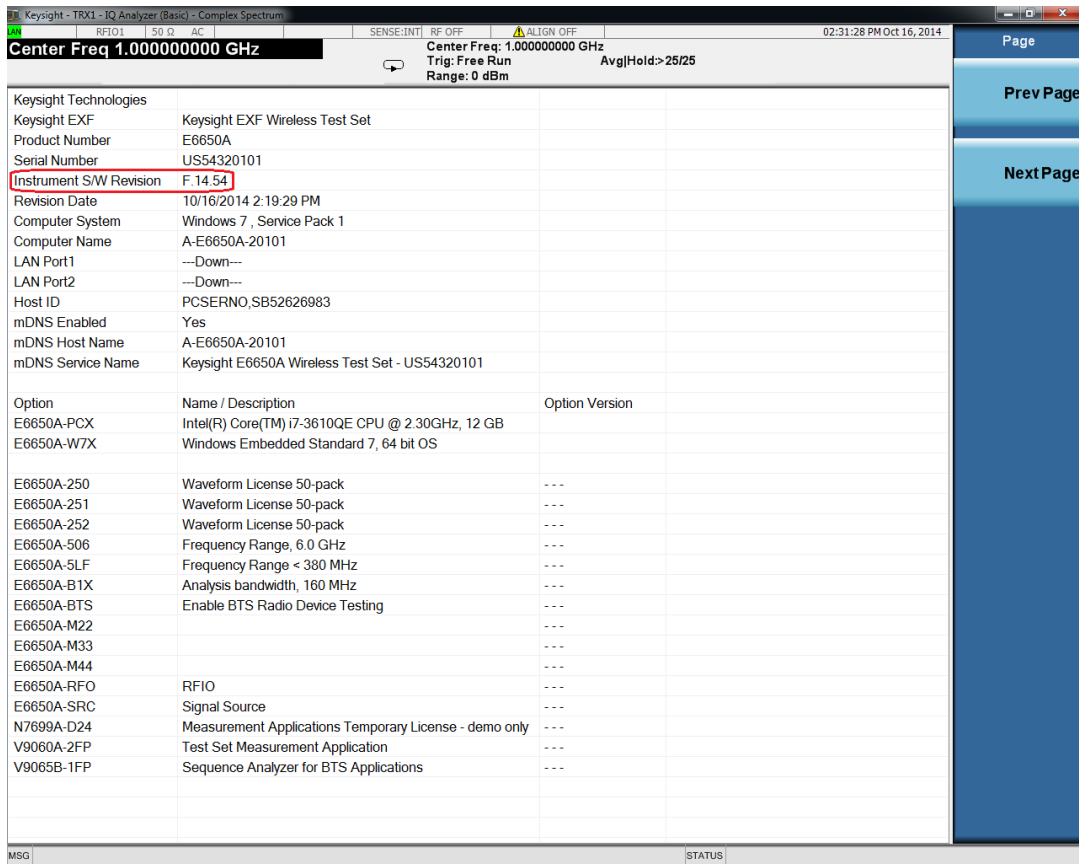 Keysight - TRX1 - IQ Analyzer (Basic) - Complex Spectrum
LAN RFIO1 50 Ω AC SENSE:INT RF OFF ALIGN OFF 02:31:28 PM Oct 16, 2014
Center Freq 1.000000000 GHz
Center Freq: 1.000000000 GHz
Trig: Free Run Avg|Hold:>25/25
Range: 0 dBm
Page
Prev Page
Next Page
Keysight Technologies
Keysight EXF Keysight EXF Wireless Test Set
Product Number E6650A
Serial Number US54320101
Instrument S/W Revision F.14.54
Revision Date 10/16/2014 2:19:29 PM
Computer System Windows 7 , Service Pack 1
Computer Name A-E6650A-20101
LAN Port1 ---Down---
LAN Port2 ---Down---
Host ID PCSERNO,SB52626983
mDNS Enabled Yes
mDNS Host Name A-E6650A-20101
mDNS Service Name Keysight E6650A Wireless Test Set - US54320101
Option Name / Description Option Version
E6650A-PCX Intel(R) Core(TM) i7-3610QE CPU @ 2.30GHz, 12 GB
E6650A-W7X Windows Embedded Standard 7, 64 bit OS
E6650A-250 Waveform License 50-pack - - -
E6650A-251 Waveform License 50-pack - - -
E6650A-252 Waveform License 50-pack - - -
E6650A-506 Frequency Range, 6.0 GHz - - -
E6650A-5LF Frequency Range < 380 MHz - - -
E6650A-B1X Analysis bandwidth, 160 MHz - - -
E6650A-BTS Enable BTS Radio Device Testing - - -
E6650A-M22 - - -
E6650A-M33 - - -
E6650A-M44 - - -
E6650A-RFO RFIO - - -
E6650A-SRC Signal Source - - -
N7699A-D24 Measurement Applications Temporary License - demo only - - -
V9060A-2FP Test Set Measurement Application - - -
V9065B-1FP Sequence Analyzer for BTS Applications - - -
MSG STATUS